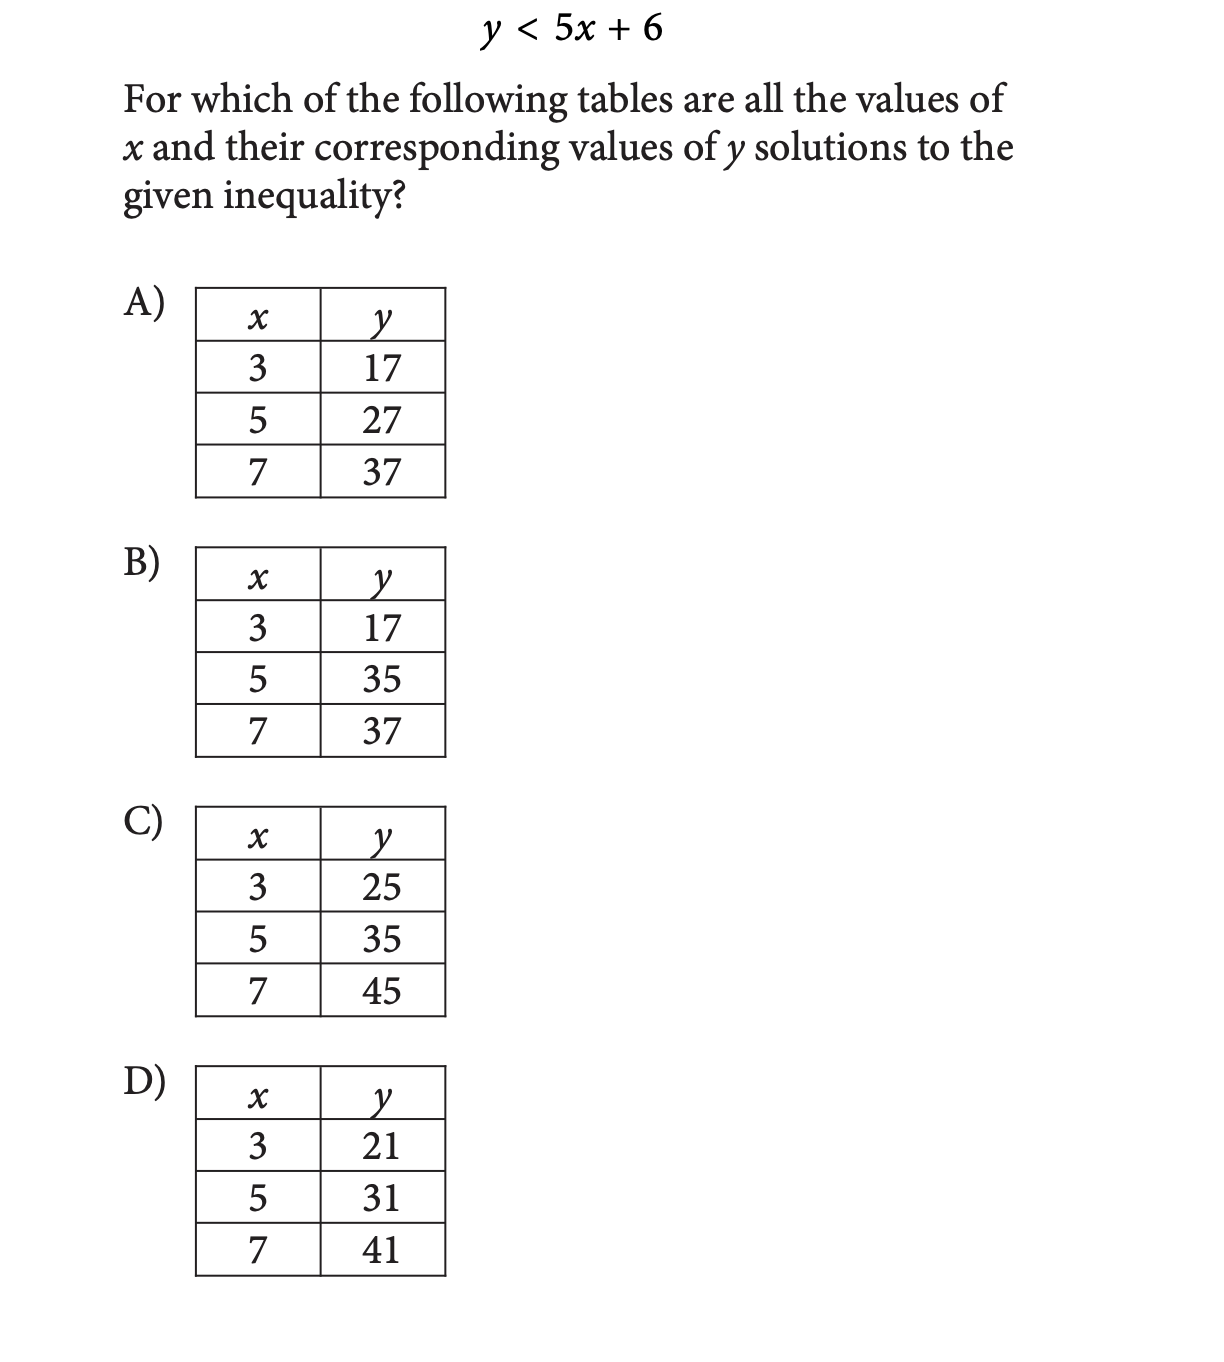 y < 5x + 6
For which of the following tables are all the values of
x and their corresponding values of y solutions to the
given inequality?
A)
x y
3 17
5 27
7 37
B)
x y
3 17
5 35
7 37
C)
x y
3 25
5 35
7 45
D)
x y
3 21
5 31
7 41